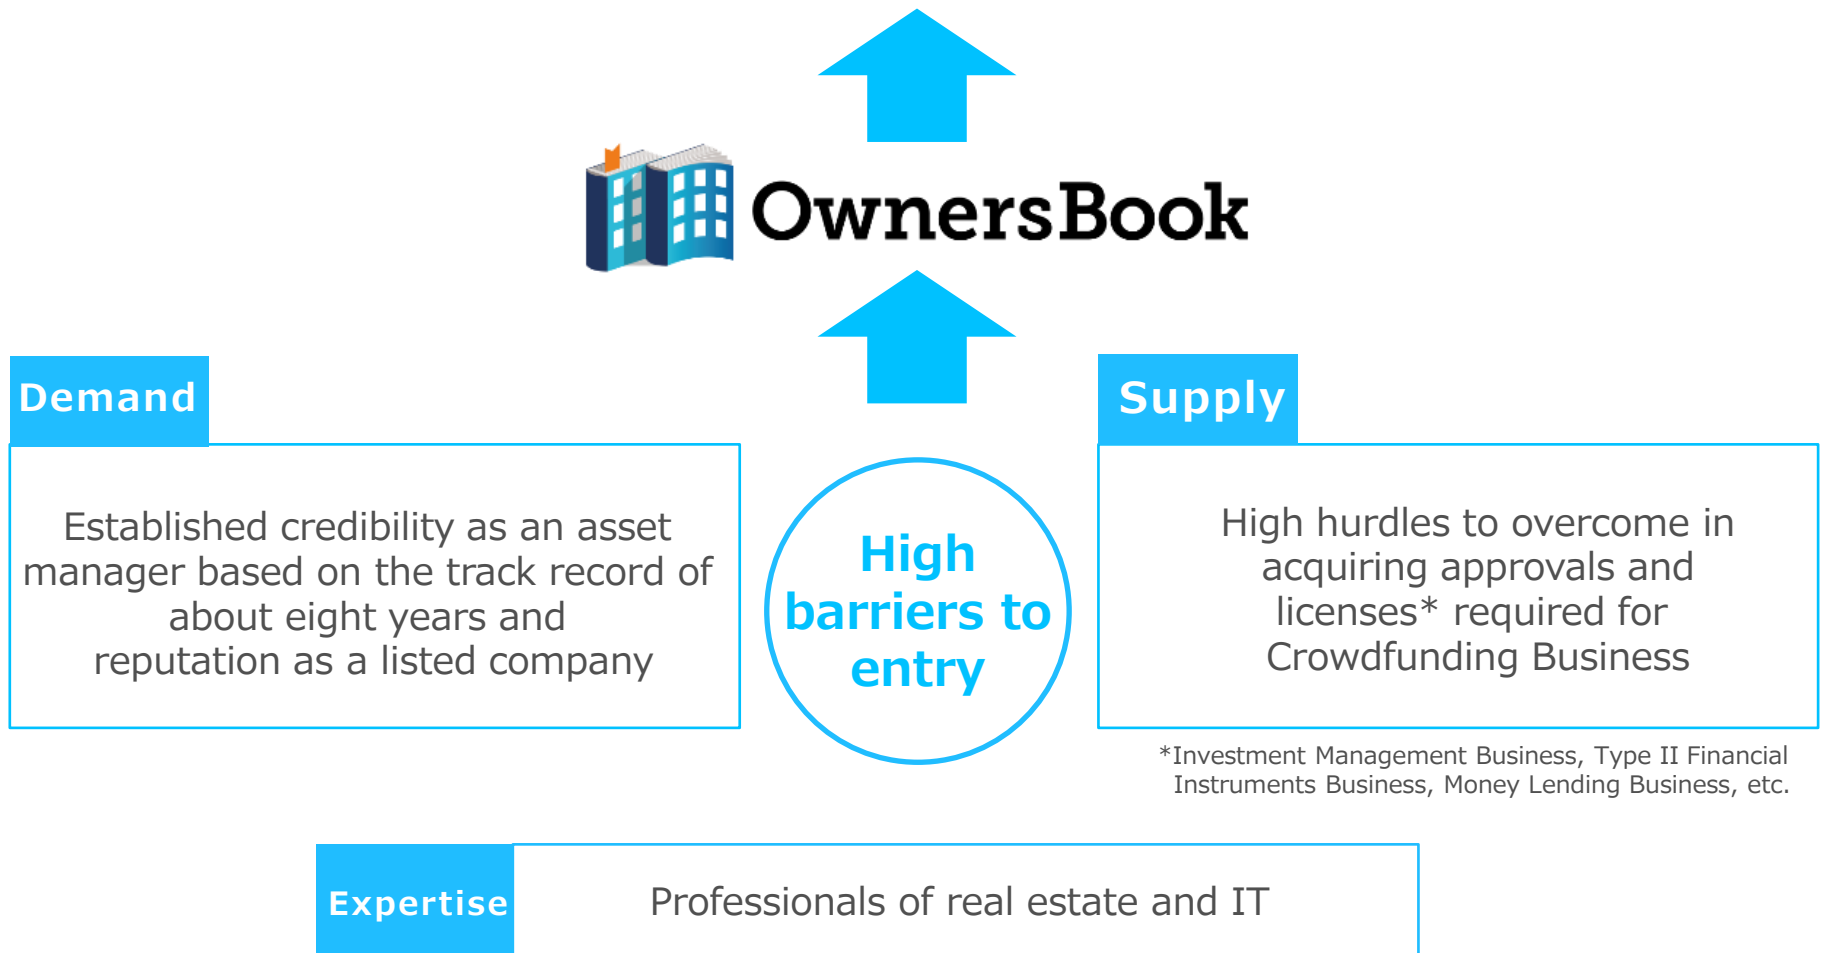 OwnersBook
Demand
Established credibility as an asset
manager based on the track record of
about eight years and
reputation as a listed company
High
barriers to
entry
Supply
High hurdles to overcome in
acquiring approvals and
licenses* required for
Crowdfunding Business
*Investment Management Business, Type II Financial
Instruments Business, Money Lending Business, etc.
Expertise
Professionals of real estate and IT